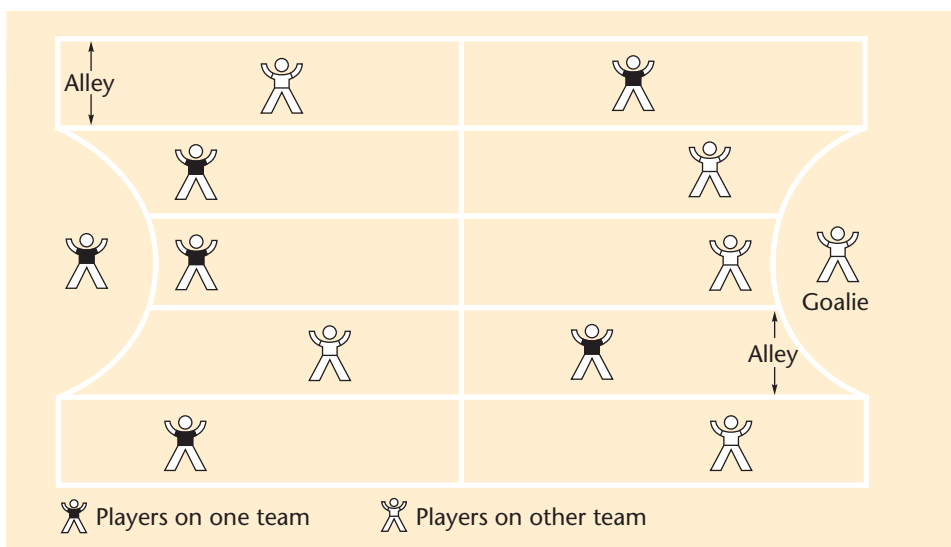 Alley
Goalie
Alley
Players on one team
Players on other team